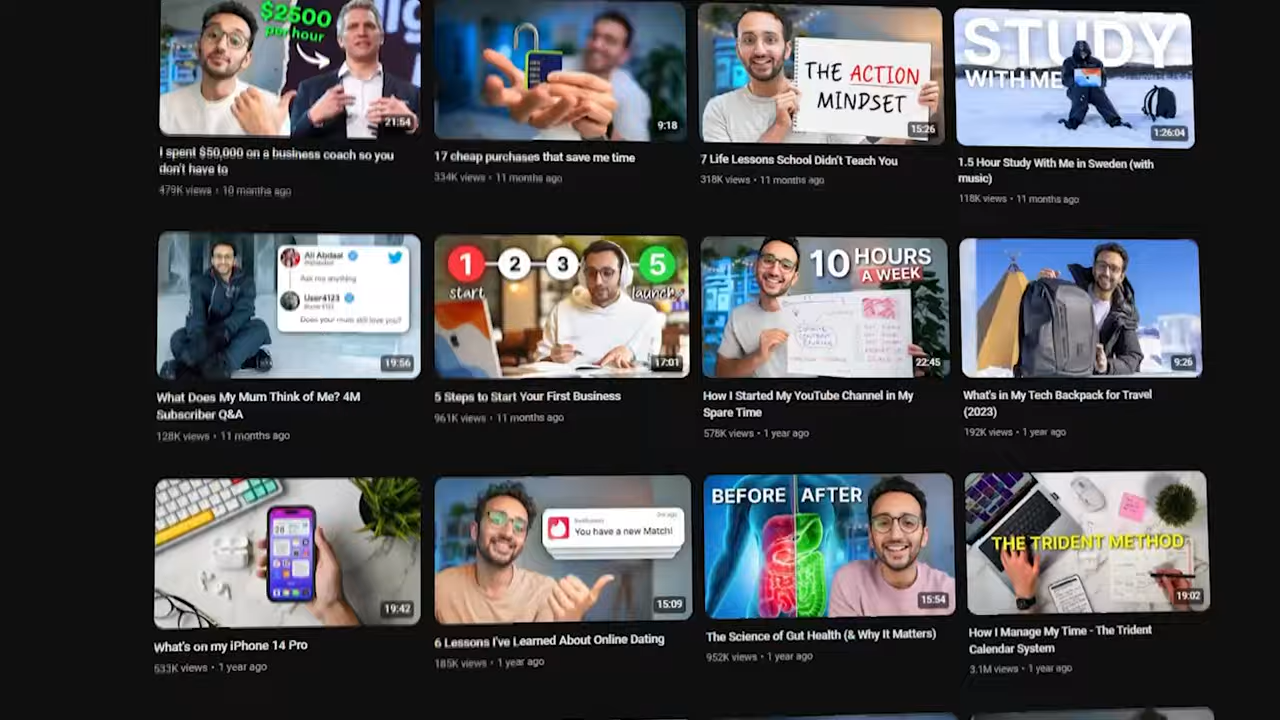 $2500
per hour
21:54
I spent $50,000 on a business coach so you
don't have to
479K views • 10 months ago
9:18
17 cheap purchases that save me time
334K views • 11 months ago
THE ACTION
MINDSET
15:26
7 Life Lessons School Didn't Teach You
318K views • 11 months ago
STUDY
WITH ME
1:26:04
1.5 Hour Study With Me in Sweden (with
music)
118K views • 11 months ago
Ali Abdaal
Ask me anything
User4123
Does your mum still love you?
19:56
What Does My Mum Think of Me? 4M
Subscriber Q&A
128K views • 11 months ago
1 2 3 5
start launch
17:01
5 Steps to Start Your First Business
961K views • 11 months ago
10 HOURS
A WEEK
22:45
How I Started My YouTube Channel in My
Spare Time
578K views • 1 year ago
9:26
What's in My Tech Backpack for Travel
(2023)
192K views • 1 year ago
28
19:42
What's on my iPhone 14 Pro
533K views • 1 year ago
You have a new Match!
15:09
6 Lessons I've Learned About Online Dating
185K views • 1 year ago
BEFORE AFTER
15:54
The Science of Gut Health (& Why It Matters)
952K views • 1 year ago
THE TRIDENT METHOD
19:02
How I Manage My Time - The Trident
Calendar System
3.1M views • 1 year ago